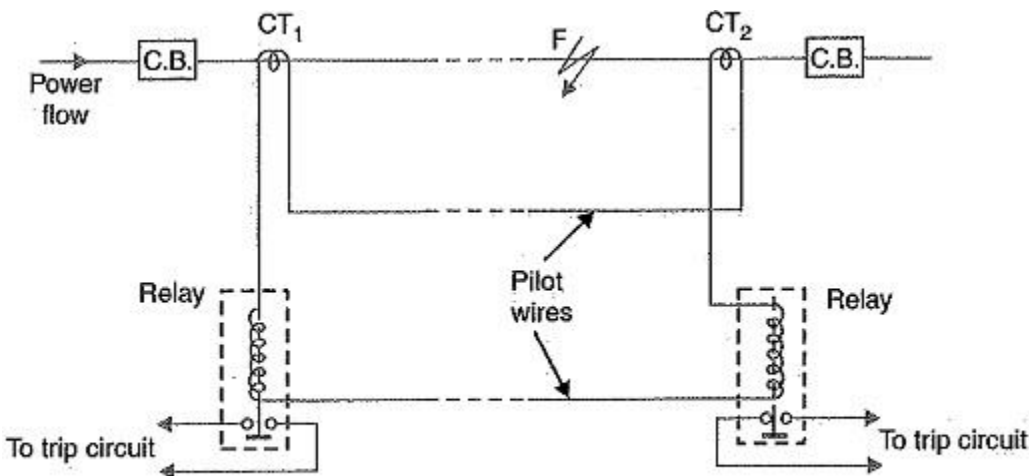 CT1
CT2
F
C.B.
C.B.
Power
flow
Pilot
wires
Relay
Relay
To trip circuit
To trip circuit